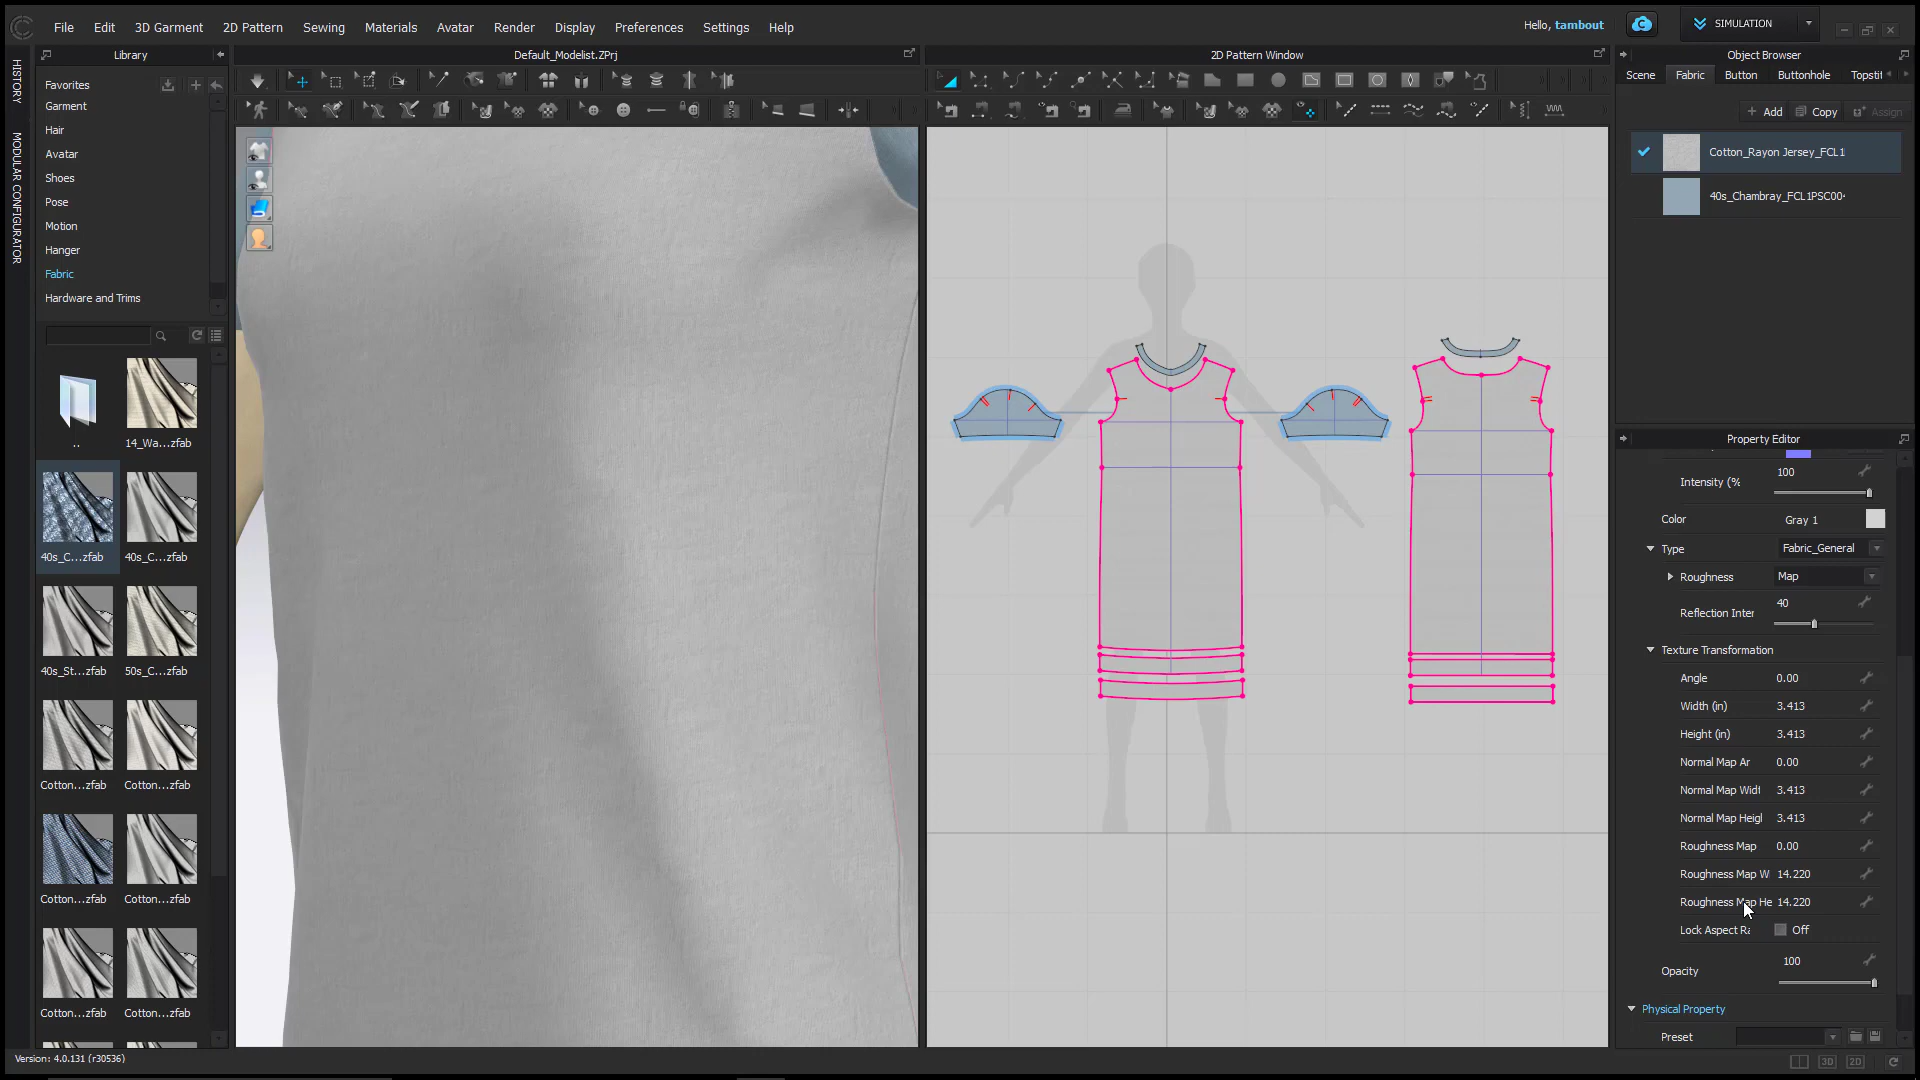 File Edit 3D Garment 2D Pattern Sewing Materials Avatar Render Display Preferences Settings Help
Hello, tambout
SIMULATION
Library
Default_Modelist.ZPrj
2D Pattern Window
Object Browser
HISTORY
MODULAR CONFIGURATOR
Favorites
Garment
Hair
Avatar
Shoes
Pose
Motion
Hanger
Fabric
Hardware and Trims
..
14_Wa...zfab
40s_C...zfab
40s_C...zfab
40s_St...zfab
50s_C...zfab
Cotton...zfab
Cotton...zfab
Cotton...zfab
Cotton...zfab
Cotton...zfab
Cotton...zfab
Scene Fabric Button Buttonhole Topsti
Add Copy Assign
Cotton_Rayon Jersey_FCL1
40s_Chambray_FCL1PSC00
Property Editor
Intensity (% 100
Color Gray 1
Type Fabric_General
Roughness Map
Reflection Inter 40
Texture Transformation
Angle 0.00
Width (in) 3.413
Height (in) 3.413
Normal Map Ar 0.00
Normal Map Widt 3.413
Normal Map Heigl 3.413
Roughness Map 0.00
Roughness Map W 14.220
Roughness Map He 14.220
Lock Aspect Ra Off
Opacity 100
Physical Property
Preset
Version: 4.0.131 (r30536)
3D 2D